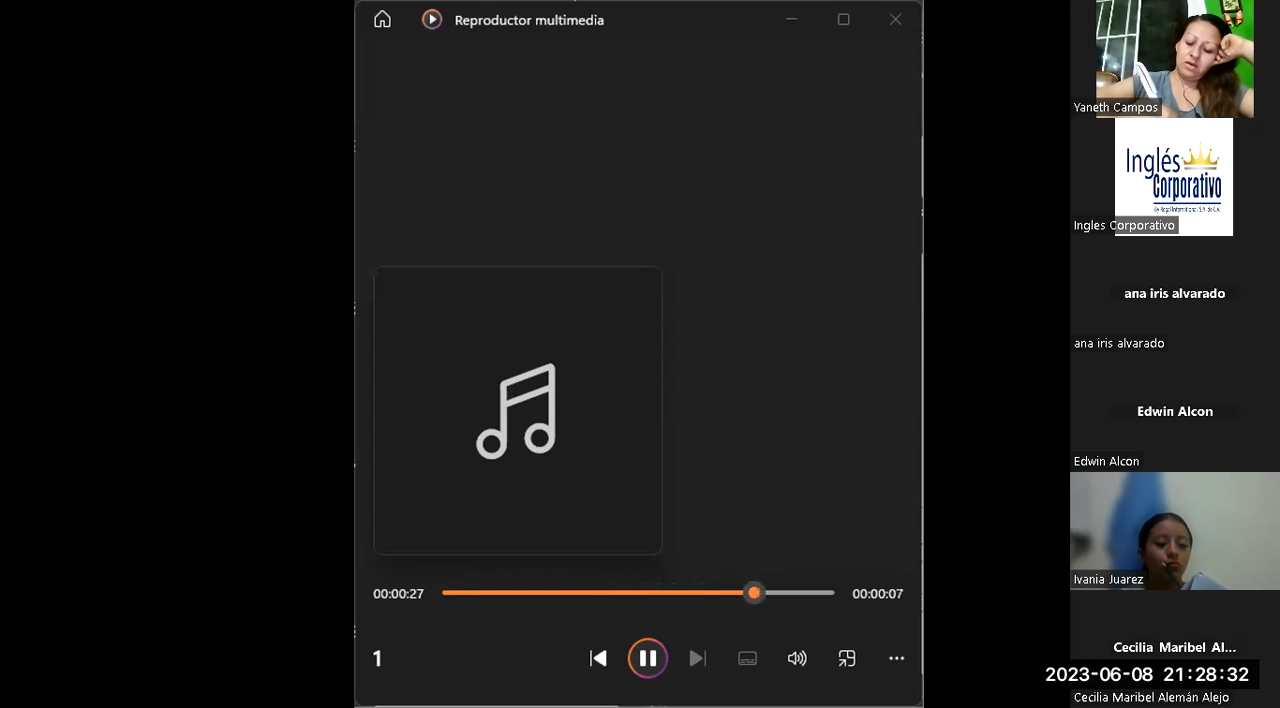 Reproductor multimedia
00:00:27
00:00:07
1
Yaneth Campos
Inglés
Corporativo
Ingles Corporativo
ana iris alvarado
ana iris alvarado
Edwin Alcon
Edwin Alcon
Ivania Juarez
Cecilia Maribel Al...
2023-06-08 21:28:32
Cecilia Maribel Alemán Alejo